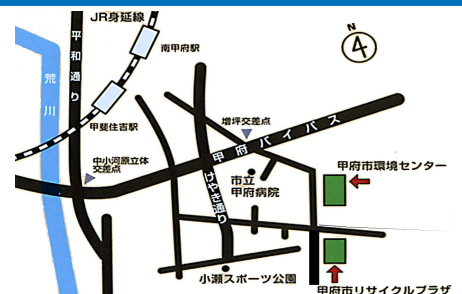 JR身延線
N
南甲府駅
平和通り
荒川
甲斐住吉駅
増坪交差点
甲府バイパス
中小河原立体
交差点
けやき通り
市立
甲府病院
甲府市環境センター
小瀬スポーツ公園
甲府市リサイクルプラザ